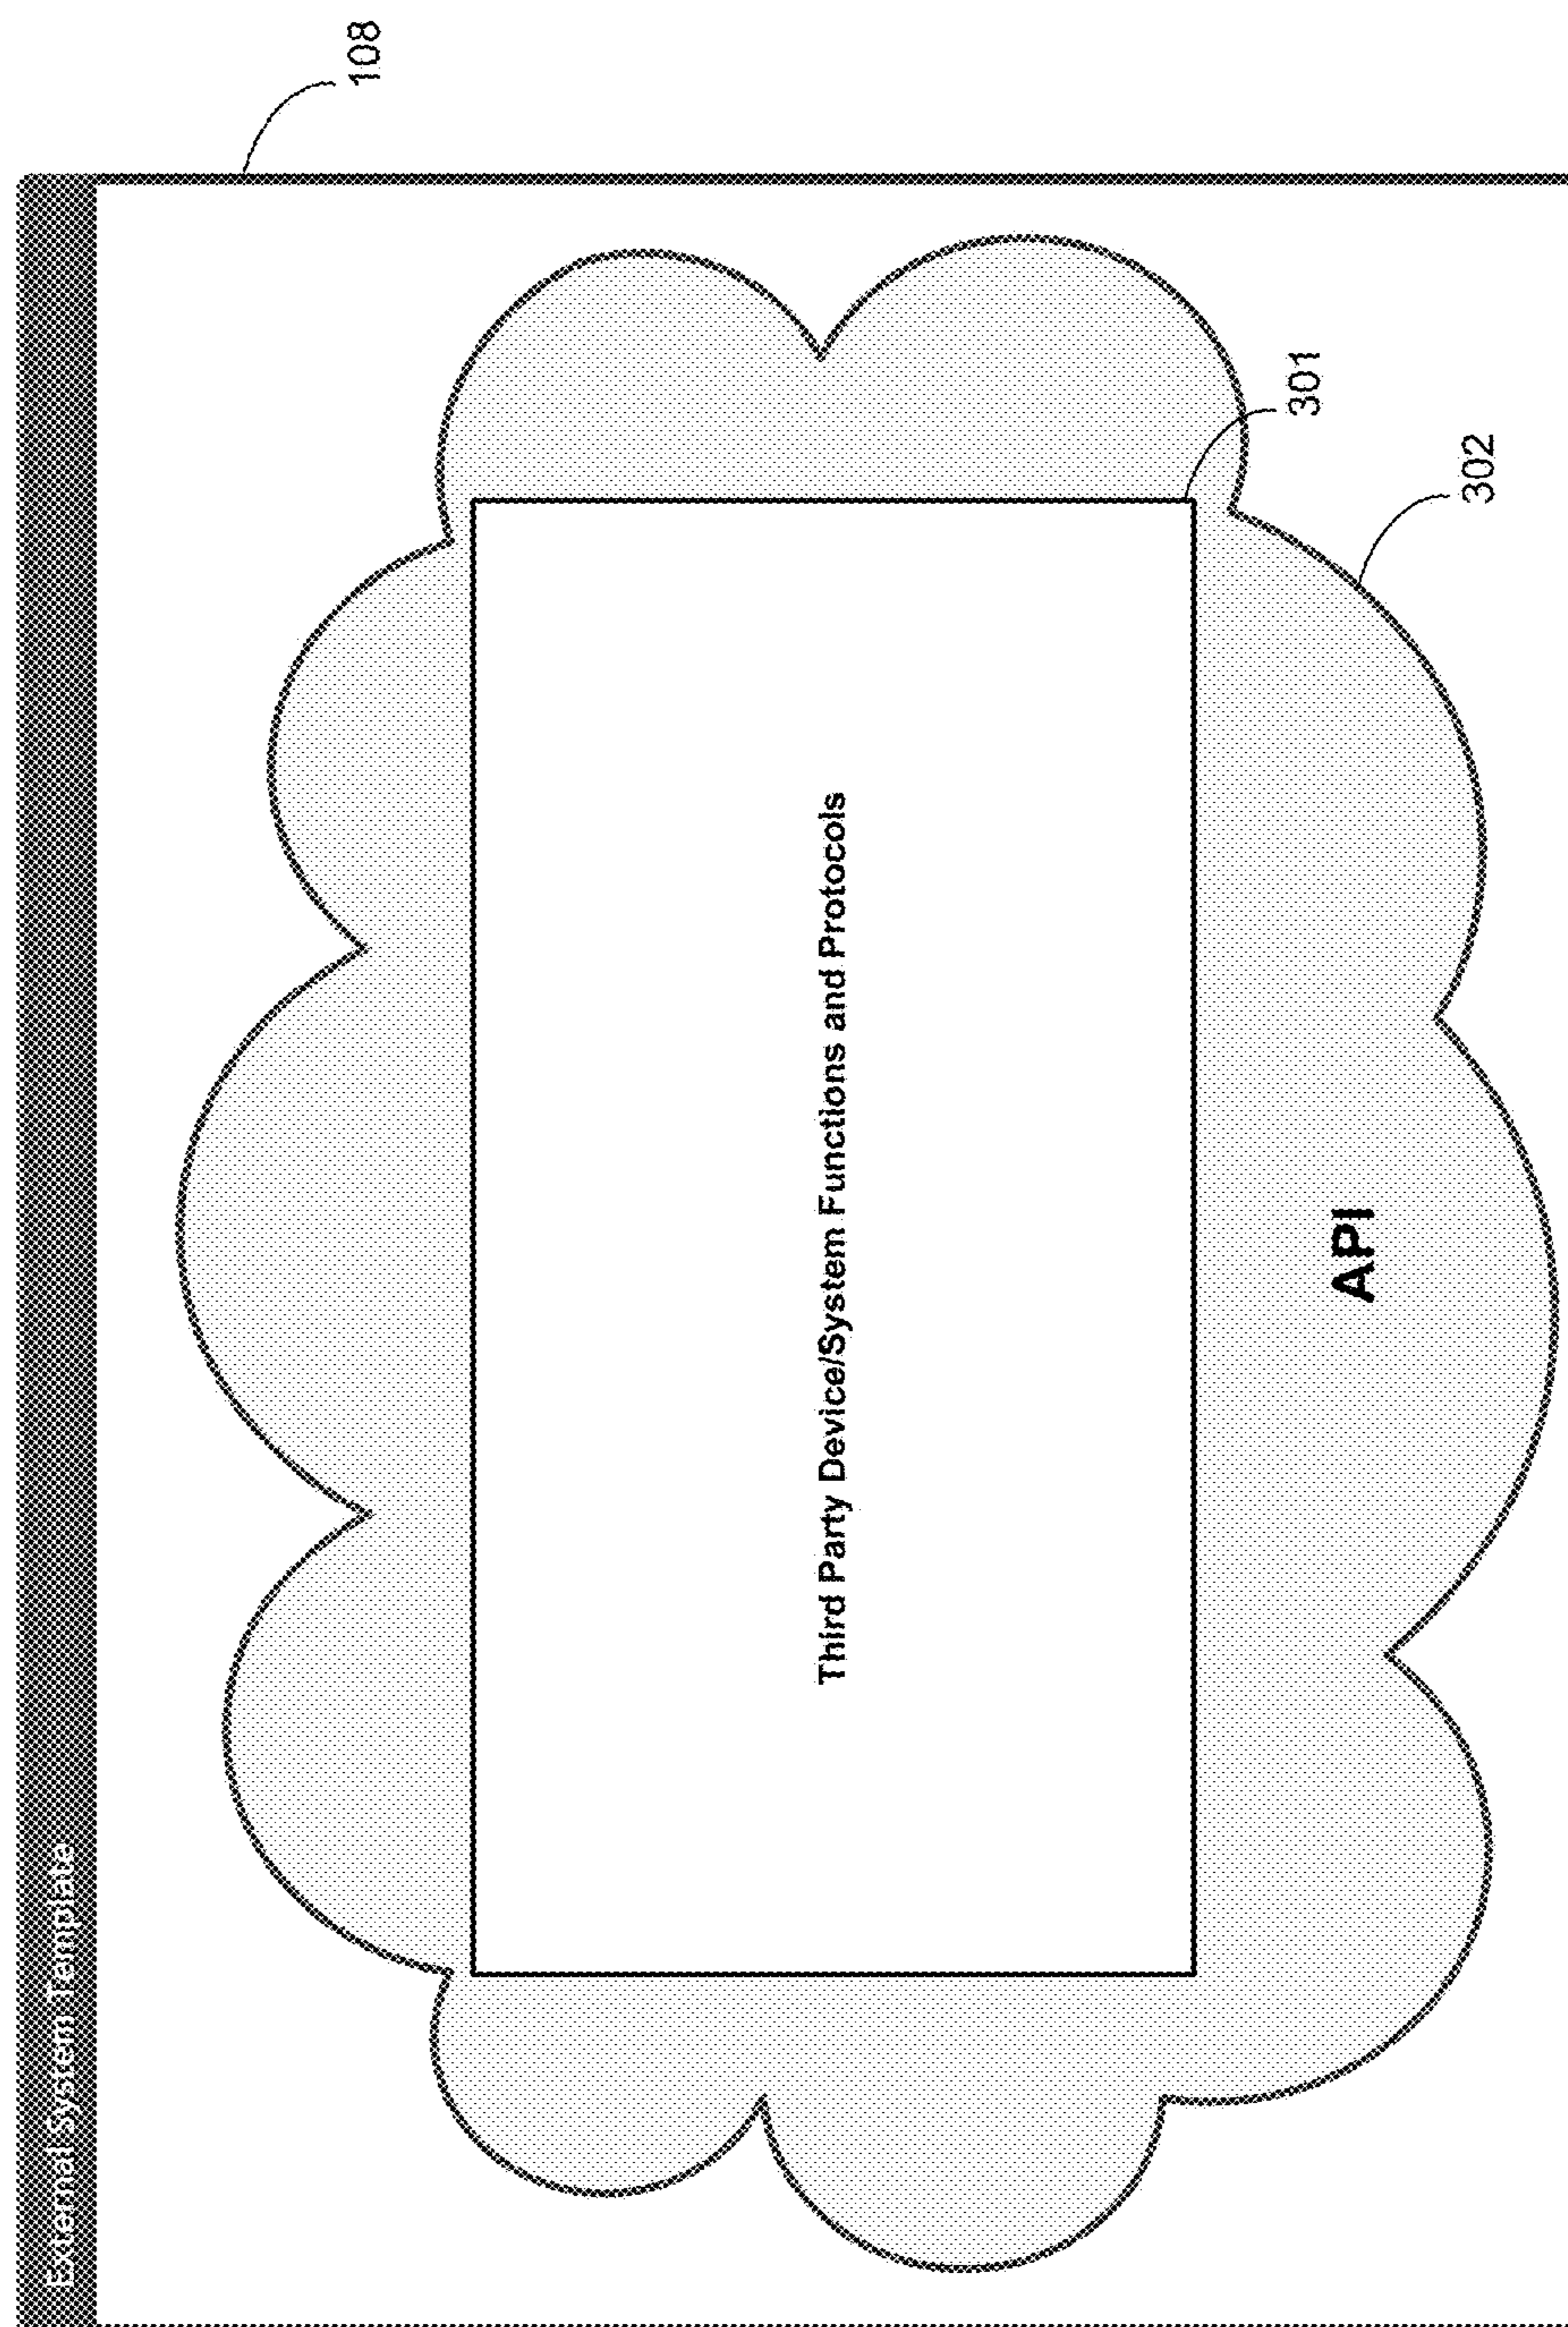 External System Template
108
Third Party Device/System Functions and Protocols
301
API
302